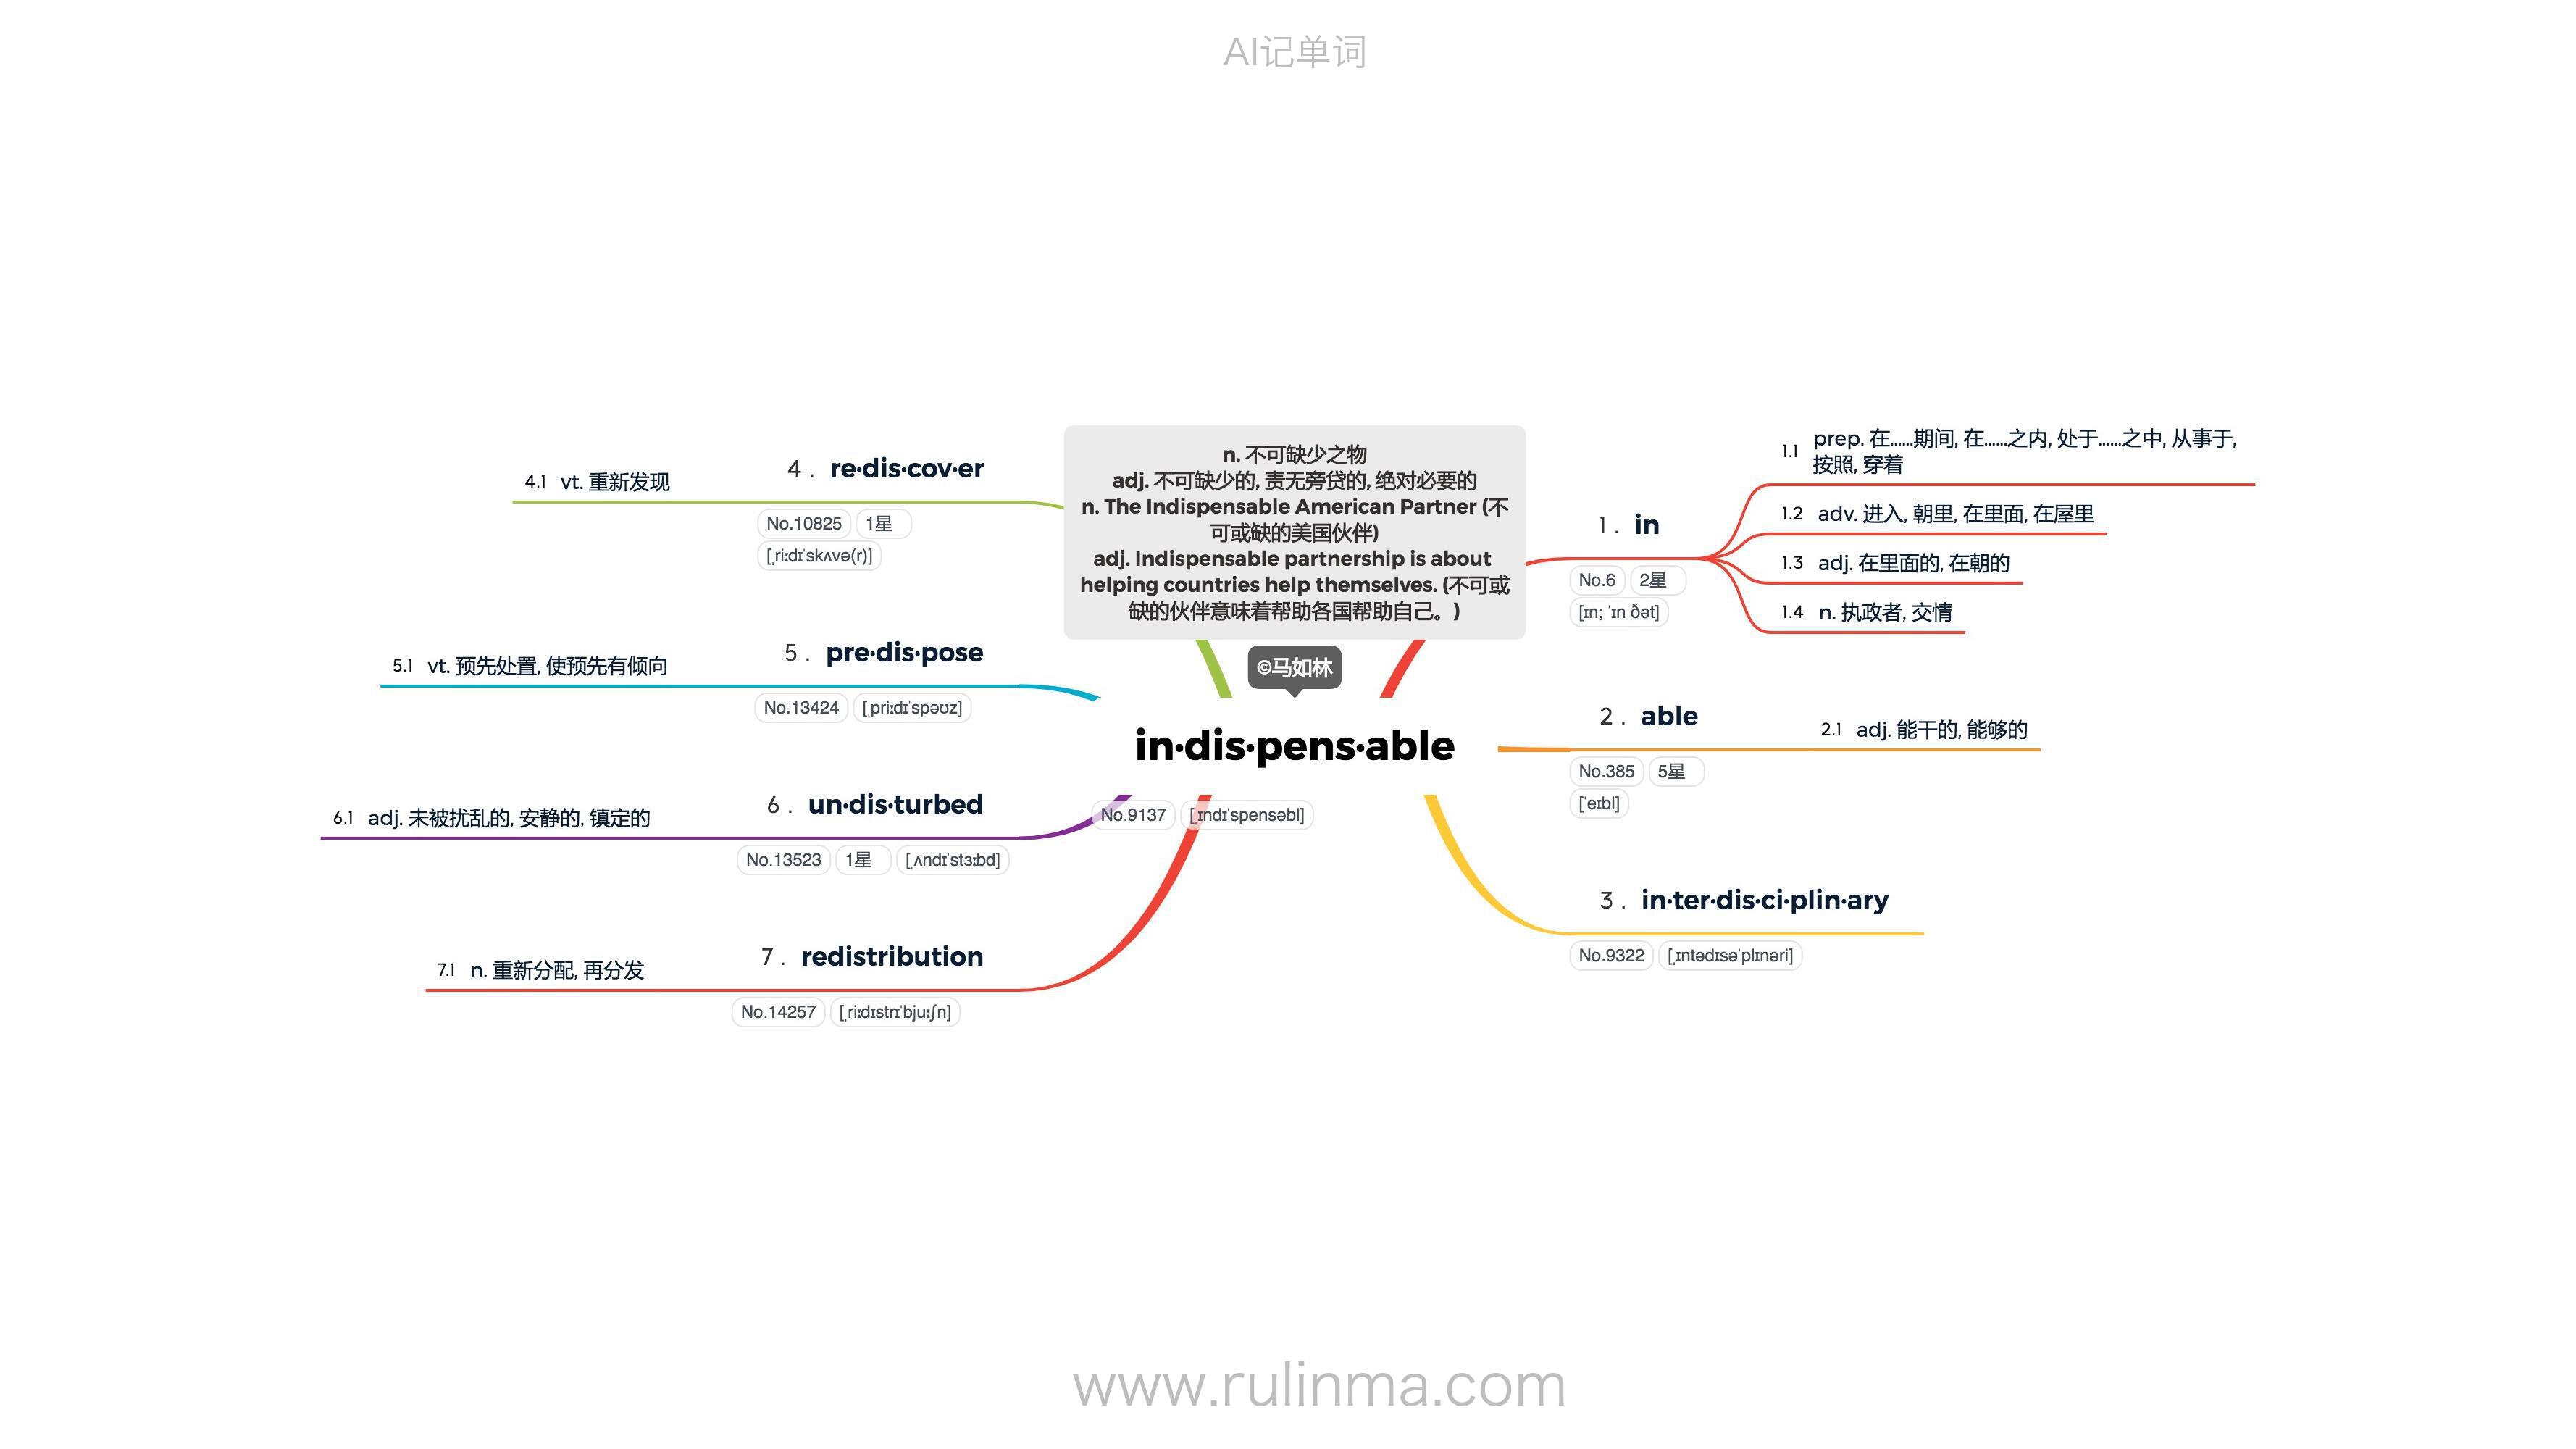 AI记单词
n. 不可缺少之物
adj. 不可缺少的, 责无旁贷的, 绝对必要的
n. The Indispensable American Partner (不
可或缺的美国伙伴)
adj. Indispensable partnership is about
helping countries help themselves. (不可或
缺的伙伴意味着帮助各国帮助自己。)
©马如林
in·dis·pens·able
No.9137 [ˌɪndɪˈspensəbl]
1. in
No.6 2星
[ɪn; ˈɪn ðət]
1.1 prep. 在……期间, 在……之内, 处于……之中, 从事于,
按照, 穿着
1.2 adv. 进入, 朝里, 在里面, 在屋里
1.3 adj. 在里面的, 在朝的
1.4 n. 执政者, 交情
2. able
No.385 5星
[ˈeɪbl]
2.1 adj. 能干的, 能够的
3. in·ter·dis·ci·plin·ary
No.9322 [ˌɪntədɪsəˈplɪnəri]
4. re·dis·cov·er
No.10825 1星
[ˌriːdɪˈskʌvə(r)]
4.1 vt. 重新发现
5. pre·dis·pose
No.13424 [ˌpriːdɪˈspəʊz]
5.1 vt. 预先处置, 使预先有倾向
6. un·dis·turbed
No.13523 1星 [ˌʌndɪˈstɜːbd]
6.1 adj. 未被扰乱的, 安静的, 镇定的
7. redistribution
No.14257 [ˌriːdɪstrɪˈbjuːʃn]
7.1 n. 重新分配, 再分发
www.rulinma.com